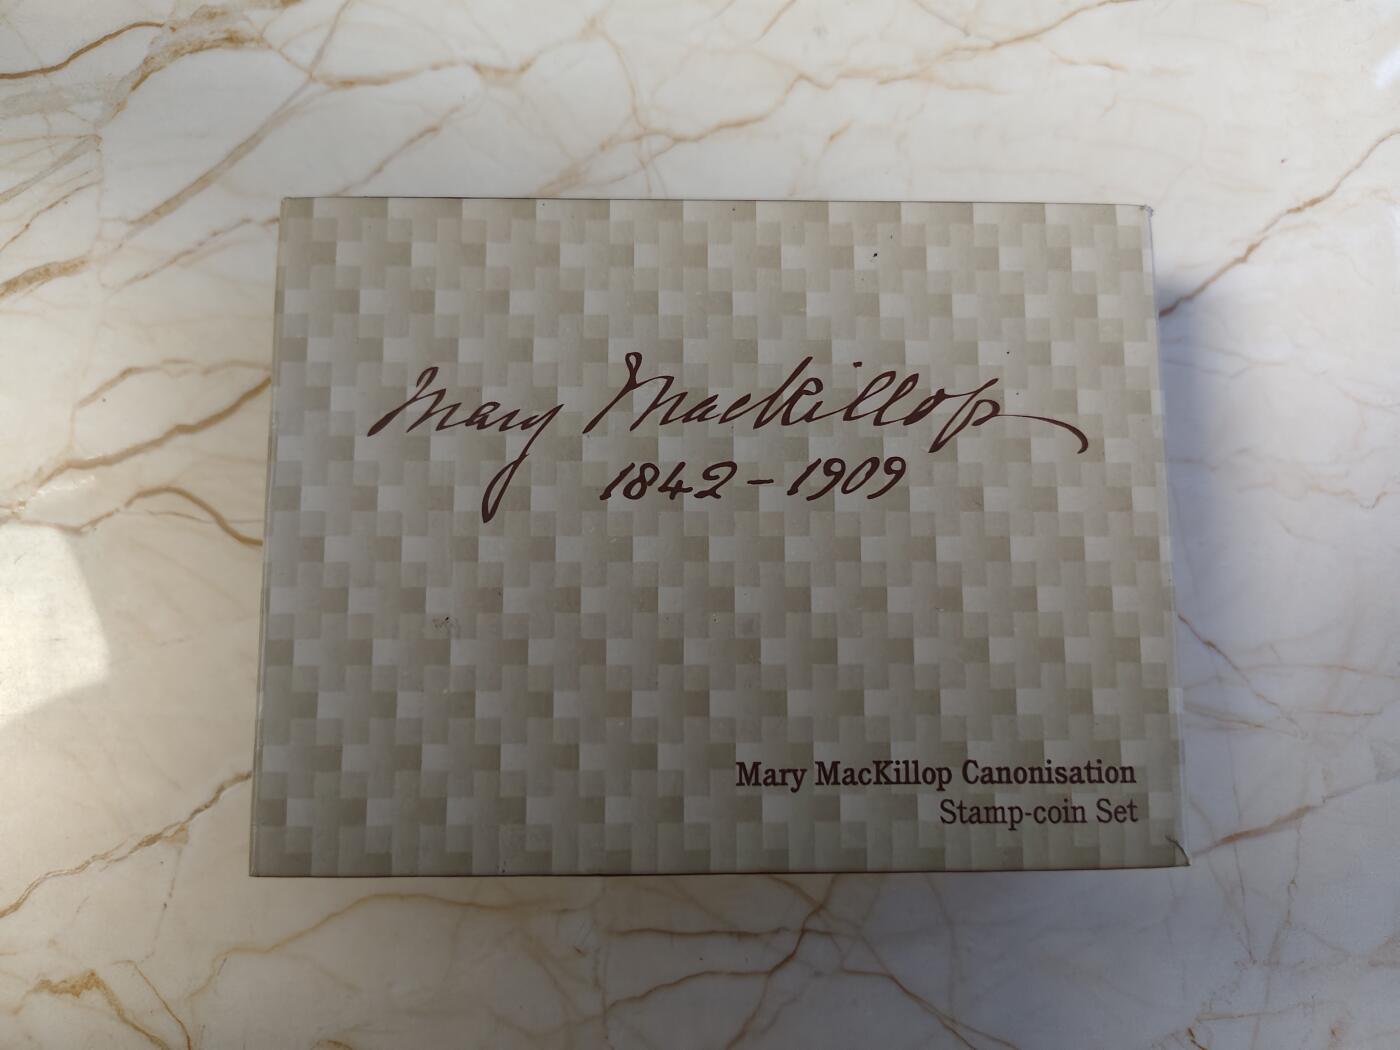 Mary MacKillop
1842-1909
Mary MacKillop Canonisation
Stamp-coin Set